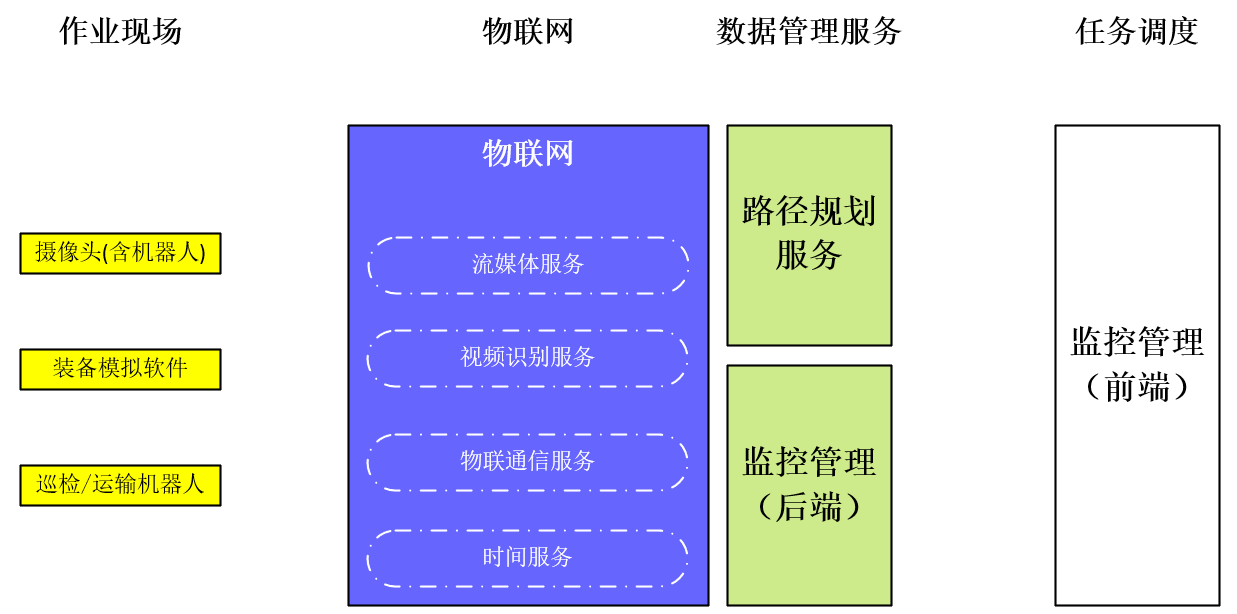 作业现场
物联网
数据管理服务
任务调度
摄像头(含机器人)
装备模拟软件
巡检/运输机器人
物联网
流媒体服务
视频识别服务
物联通信服务
时间服务
路径规划
服务
监控管理
（后端）
监控管理
（前端）